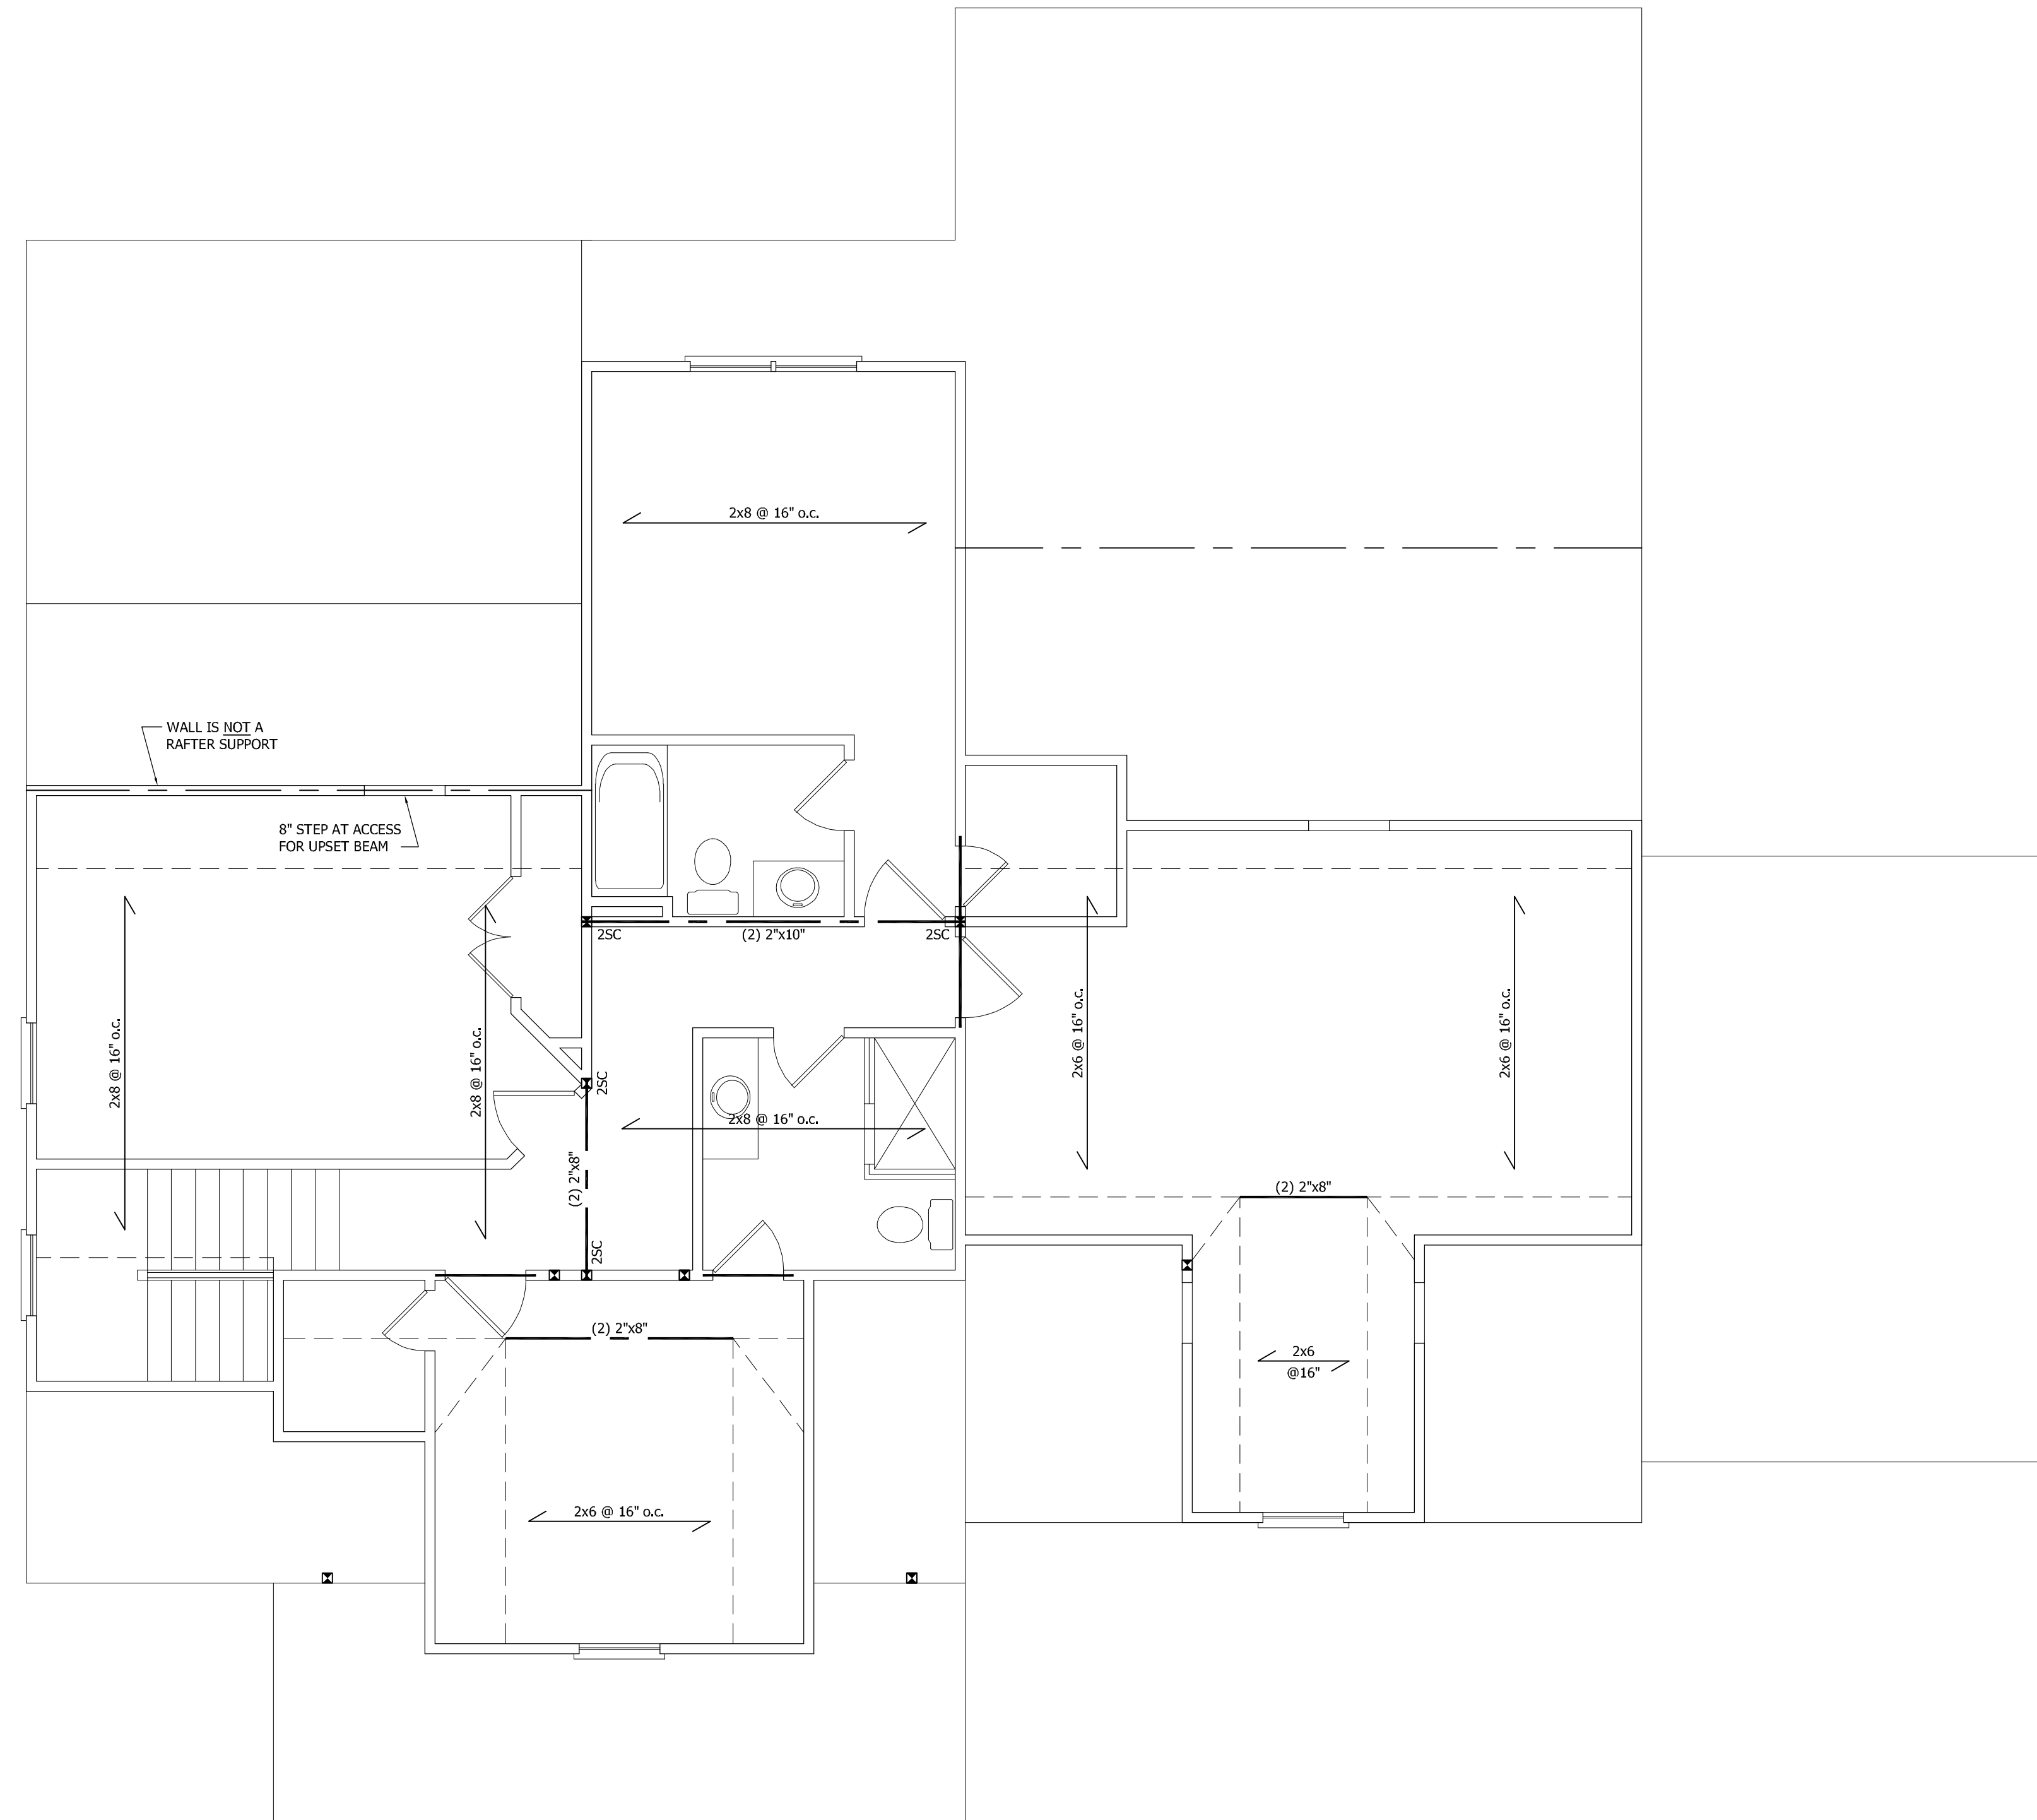 2x8 @ 16" o.c.
WALL IS NOT A
RAFTER SUPPORT
8" STEP AT ACCESS
FOR UPSET BEAM
2SC
(2) 2"x10"
2SC
2x8 @ 16" o.c.
2x8 @ 16" o.c.
2SC
2x8 @ 16" o.c.
2x6 @ 16" o.c.
2x6 @ 16" o.c.
(2) 2"x8"
2SC
(2) 2"x8"
(2) 2"x8"
2x6
@16"
2x6 @ 16" o.c.